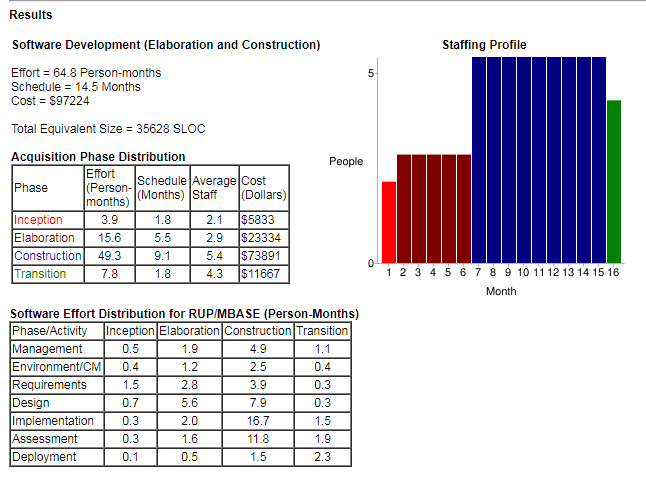 Results
Software Development (Elaboration and Construction)
Effort = 64.8 Person-months
Schedule = 14.5 Months
Cost = $97224
Total Equivalent Size = 35628 SLOC
Acquisition Phase Distribution
Phase Effort (Person-months) Schedule (Months) Average Staff Cost (Dollars)
Inception 3.9 1.8 2.1 $5833
Elaboration 15.6 5.5 2.9 $23334
Construction 49.3 9.1 5.4 $73891
Transition 7.8 1.8 4.3 $11667
Staffing Profile
5
People
0
1 2 3 4 5 6 7 8 9 10 11 12 13 14 15 16
Month
Software Effort Distribution for RUP/MBASE (Person-Months)
Phase/Activity Inception Elaboration Construction Transition
Management 0.5 1.9 4.9 1.1
Environment/CM 0.4 1.2 2.5 0.4
Requirements 1.5 2.8 3.9 0.3
Design 0.7 5.6 7.9 0.3
Implementation 0.3 2.0 16.7 1.5
Assessment 0.3 1.6 11.8 1.9
Deployment 0.1 0.5 1.5 2.3